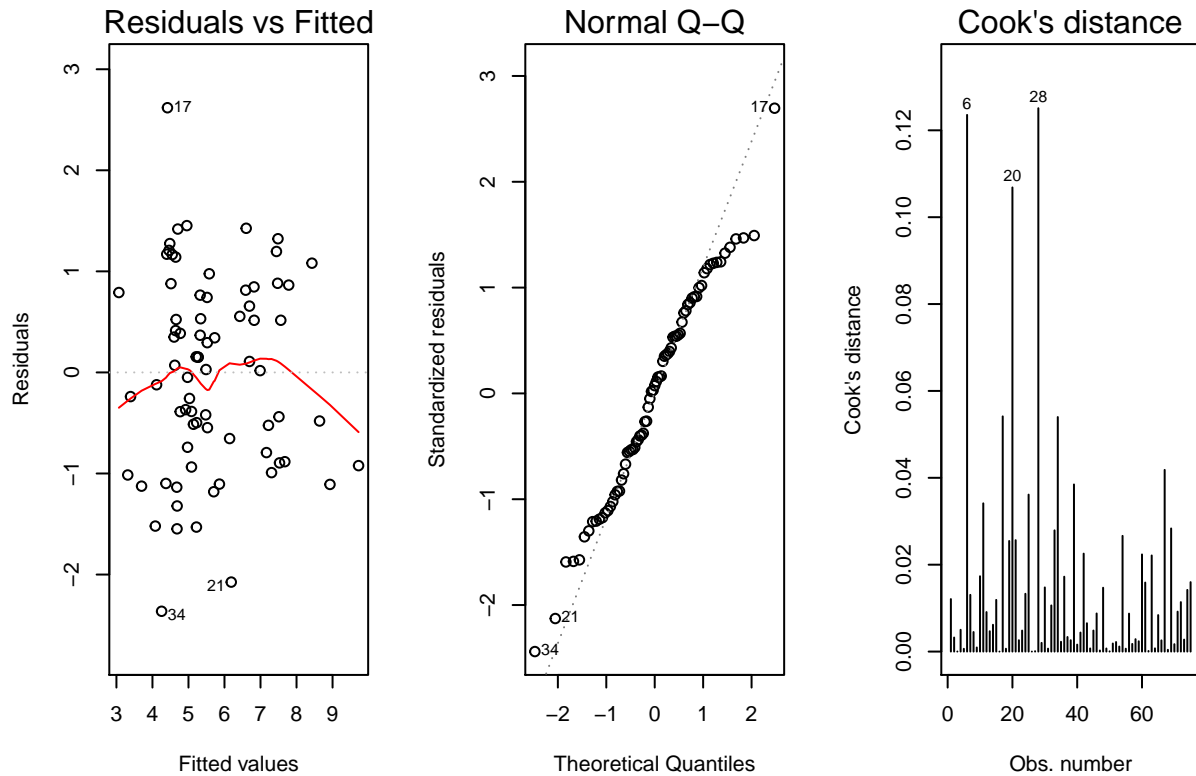 Residuals vs Fitted
3
2
1
0
−1
−2
Residuals
17
21
34
3 4 5 6 7 8 9
Fitted values
Normal Q−Q
3
2
1
0
−1
−2
Standardized residuals
17
21
34
−2 −1 0 1 2
Theoretical Quantiles
Cook's distance
0.12
0.10
0.08
0.06
0.04
0.02
0.00
Cook's distance
6
28
20
0 20 40 60
Obs. number